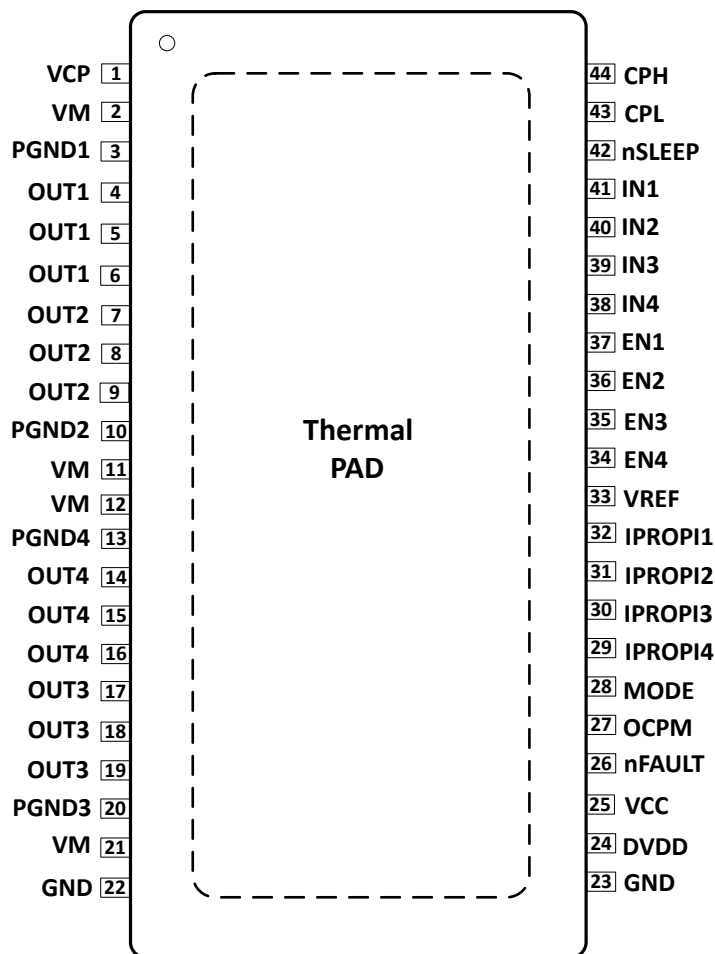 VCP 1
VM 2
PGND1 3
OUT1 4
OUT1 5
OUT1 6
OUT2 7
OUT2 8
OUT2 9
PGND2 10
VM 11
VM 12
PGND4 13
OUT4 14
OUT4 15
OUT4 16
OUT3 17
OUT3 18
OUT3 19
PGND3 20
VM 21
GND 22
Thermal
PAD
44 CPH
43 CPL
42 nSLEEP
41 IN1
40 IN2
39 IN3
38 IN4
37 EN1
36 EN2
35 EN3
34 EN4
33 VREF
32 IPROPI1
31 IPROPI2
30 IPROPI3
29 IPROPI4
28 MODE
27 OCPM
26 nFAULT
25 VCC
24 DVDD
23 GND